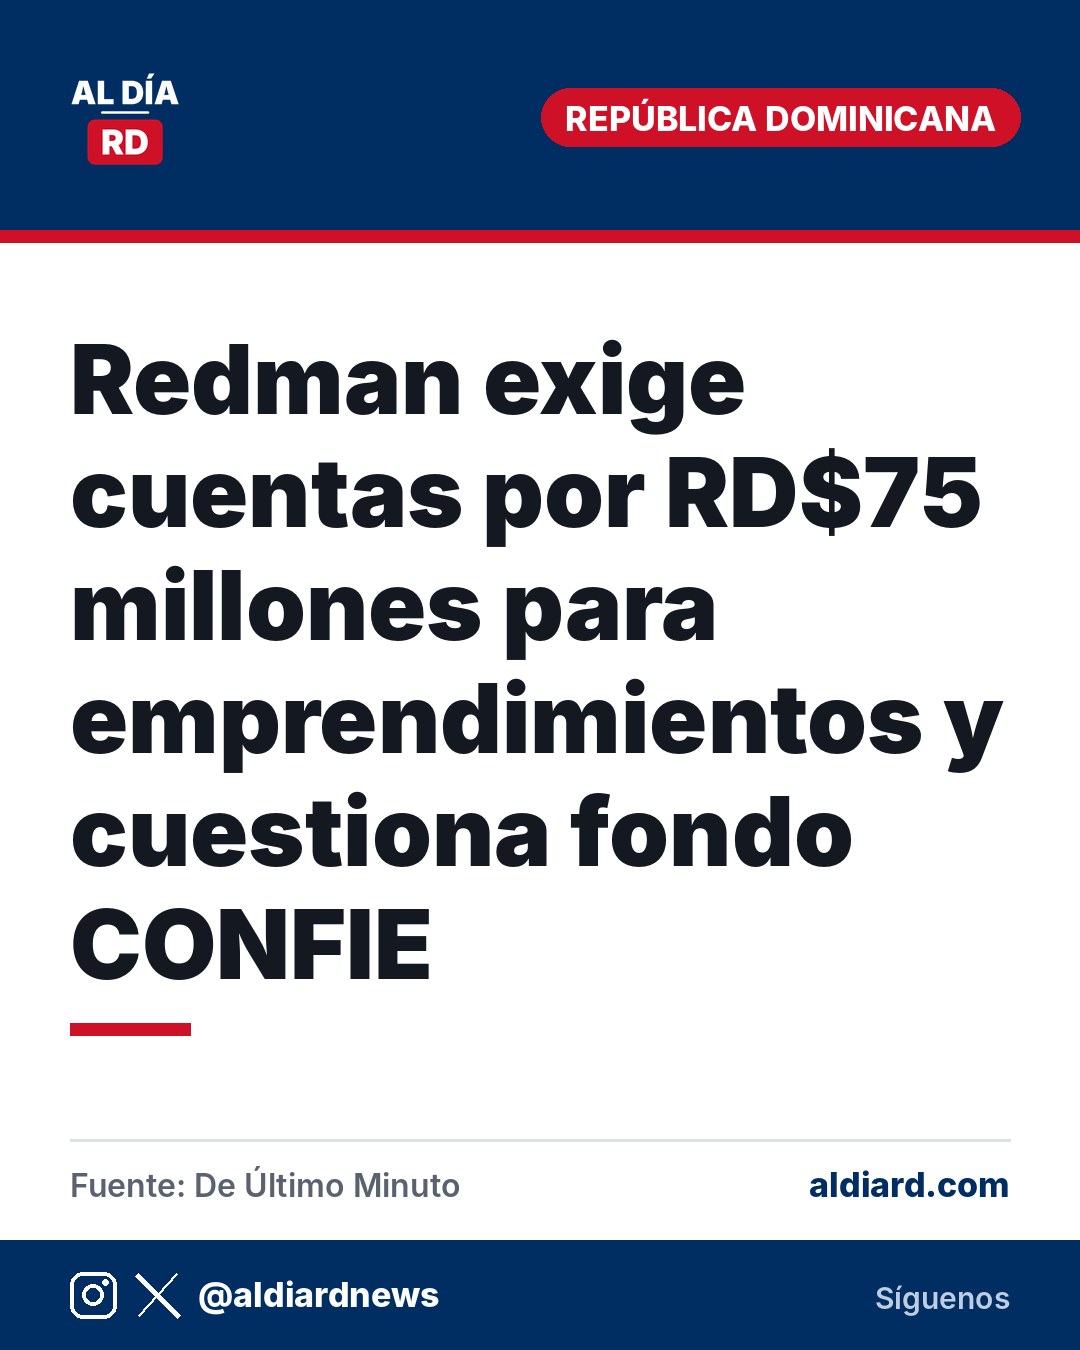 AL DÍA
RD
REPÚBLICA DOMINICANA
Redman exige
cuentas por RD$75
millones para
emprendimientos y
cuestiona fondo
CONFIE
Fuente: De Último Minuto
aldiard.com
@aldiardnews
Síguenos